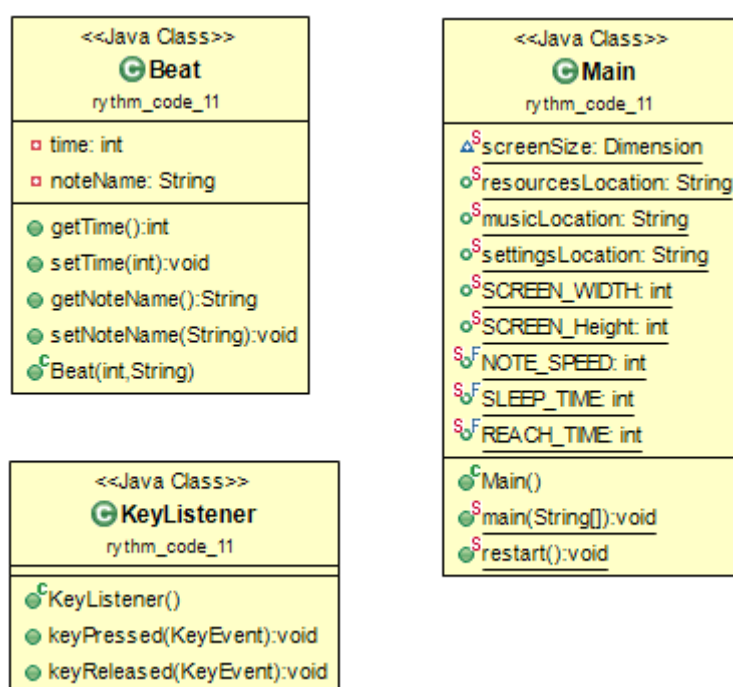 <<Java Class>>
Beat
rythm_code_11
time: int
noteName: String
getTime():int
setTime(int):void
getNoteName():String
setNoteName(String):void
Beat(int,String)
<<Java Class>>
KeyListener
rythm_code_11
KeyListener()
keyPressed(KeyEvent):void
keyReleased(KeyEvent):void
<<Java Class>>
Main
rythm_code_11
screenSize: Dimension
resourcesLocation: String
musicLocation: String
settingsLocation: String
SCREEN_WIDTH: int
SCREEN_Height: int
NOTE_SPEED: int
SLEEP_TIME: int
REACH_TIME: int
Main()
main(String[]):void
restart():void